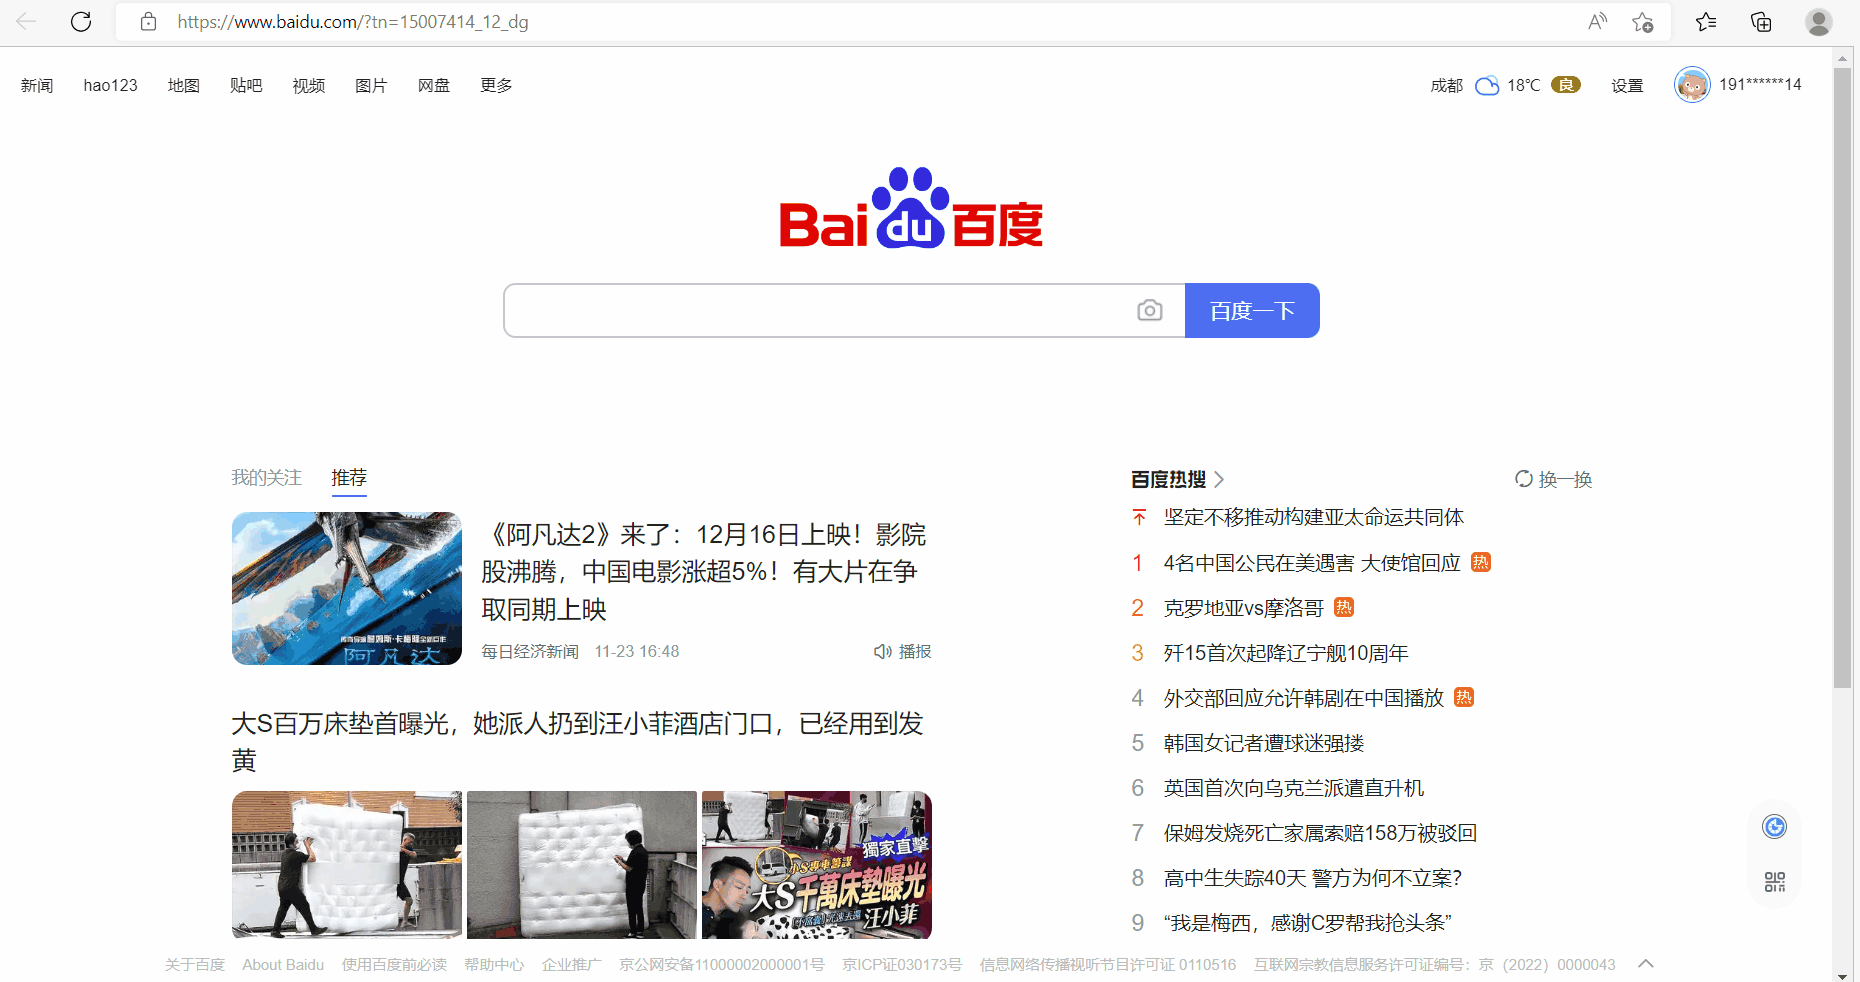 https://www.baidu.com/?tn=15007414_12_dg
新闻 hao123 地图 贴吧 视频 图片 网盘 更多 成都 18℃ 良 设置 191******14
Bai du 百度
百度一下
我的关注 推荐
《阿凡达2》来了：12月16日上映！影院
股沸腾，中国电影涨超5%！有大片在争
取同期上映
每日经济新闻 11-23 16:48 播报
阿凡达
大S百万床垫首曝光，她派人扔到汪小菲酒店门口，已经用到发
黄
獨家直擊
大S千萬床墊曝光
汪小菲
百度热搜 换一换
坚定不移推动构建亚太命运共同体
1 4名中国公民在美遇害 大使馆回应 热
2 克罗地亚vs摩洛哥 热
3 歼15首次起降辽宁舰10周年
4 外交部回应允许韩剧在中国播放 热
5 韩国女记者遭球迷强搂
6 英国首次向乌克兰派遣直升机
7 保姆发烧死亡家属索赔158万被驳回
8 高中生失踪40天 警方为何不立案?
9 “我是梅西，感谢C罗帮我抢头条”
关于百度 About Baidu 使用百度前必读 帮助中心 企业推广 京公网安备11000002000001号 京ICP证030173号 信息网络传播视听节目许可证 0110516 互联网宗教信息服务许可证编号：京（2022）0000043